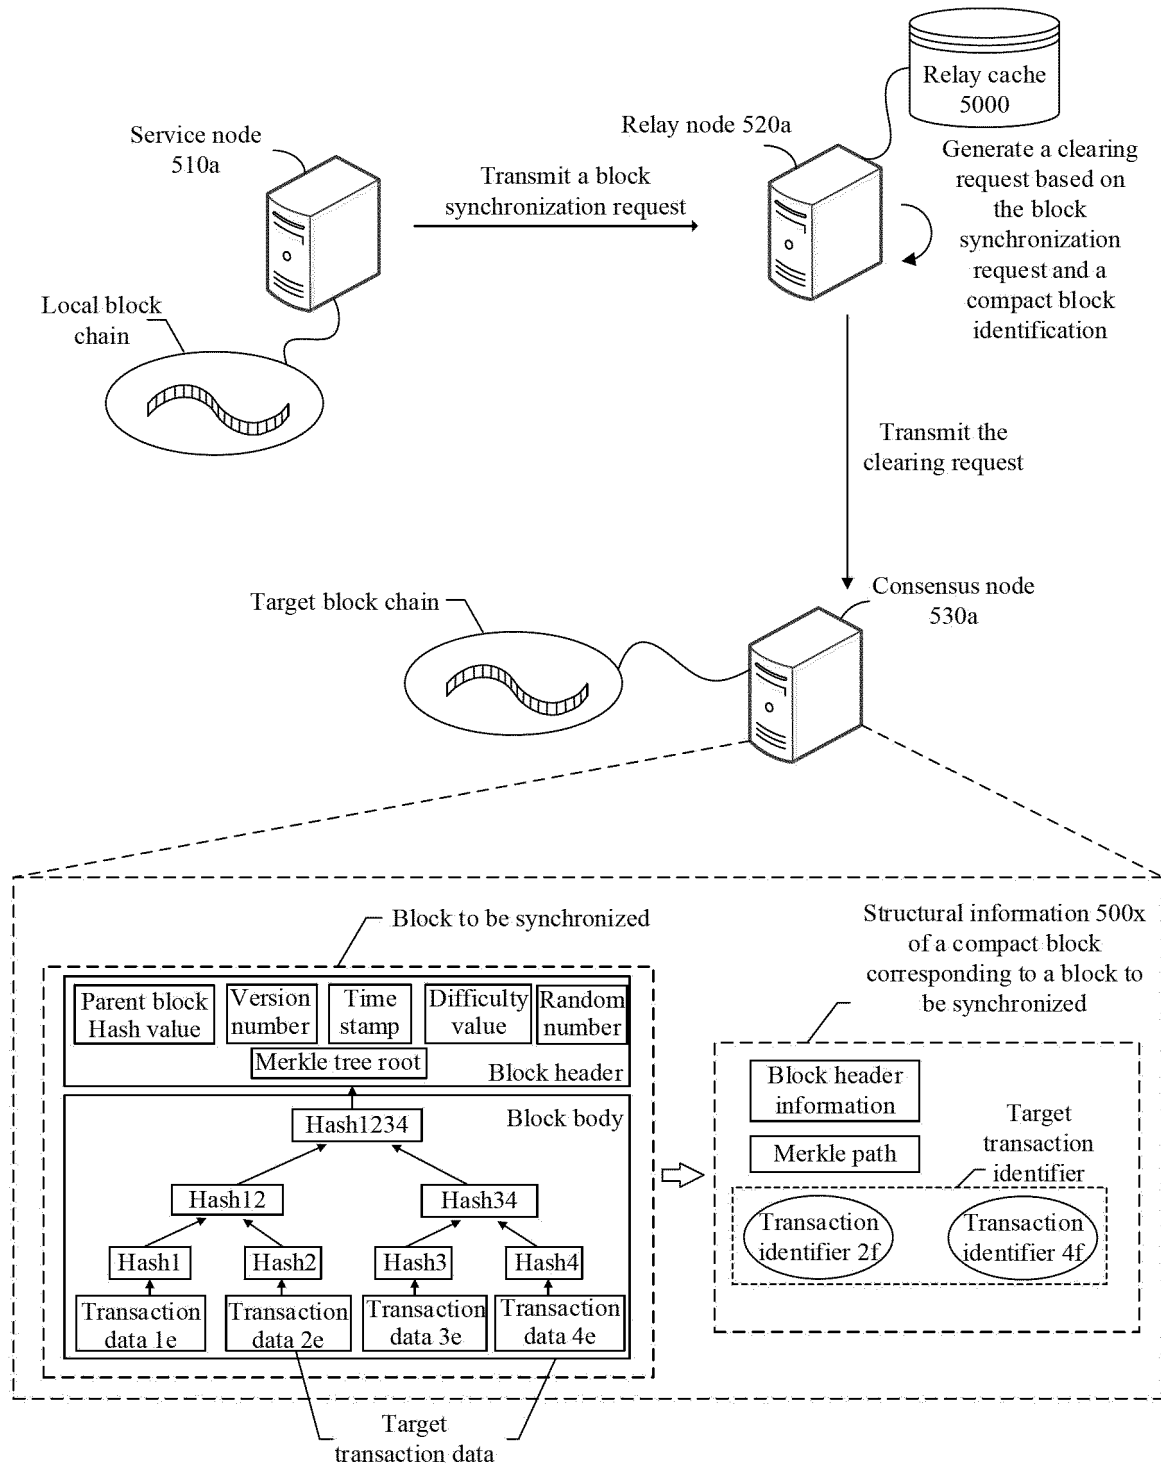 Relay cache
5000
Service node
510a
Relay node 520a
Transmit a block
synchronization request
Generate a clearing
request based on
the block
synchronization
request and a
compact block
identification
Local block
chain
Transmit the
clearing request
Target block chain
Consensus node
530a
Block to be synchronized
Structural information 500x
of a compact block
corresponding to a block to
be synchronized
Parent block
Hash value
Version
number
Time
stamp
Difficulty
value
Random
number
Merkle tree root
Block header
Block body
Hash1234
Hash12
Hash34
Hash1
Hash2
Hash3
Hash4
Transaction
data 1e
Transaction
data 2e
Transaction
data 3e
Transaction
data 4e
Target
transaction data
Block header
information
Merkle path
Target
transaction
identifier
Transaction
identifier 2f
Transaction
identifier 4f